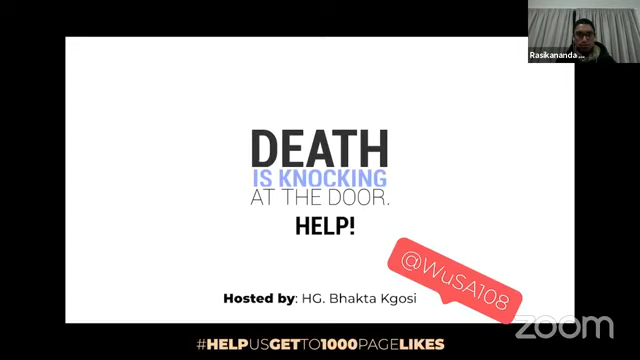 Rasikananda ...
DEATH
IS KNOCKING
AT THE DOOR.
HELP!
@WuSA108
Hosted by: HG. Bhakta Kgosi
zoom
#HELPUSGETTO1000PAGELIKES